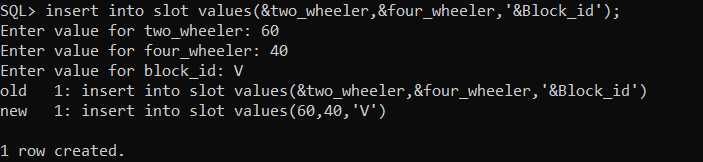 SQL> insert into slot values(&two_wheeler,&four_wheeler,'&Block_id');
Enter value for two_wheeler: 60
Enter value for four_wheeler: 40
Enter value for block_id: V
old   1: insert into slot values(&two_wheeler,&four_wheeler,'&Block_id')
new   1: insert into slot values(60,40,'V')
1 row created.